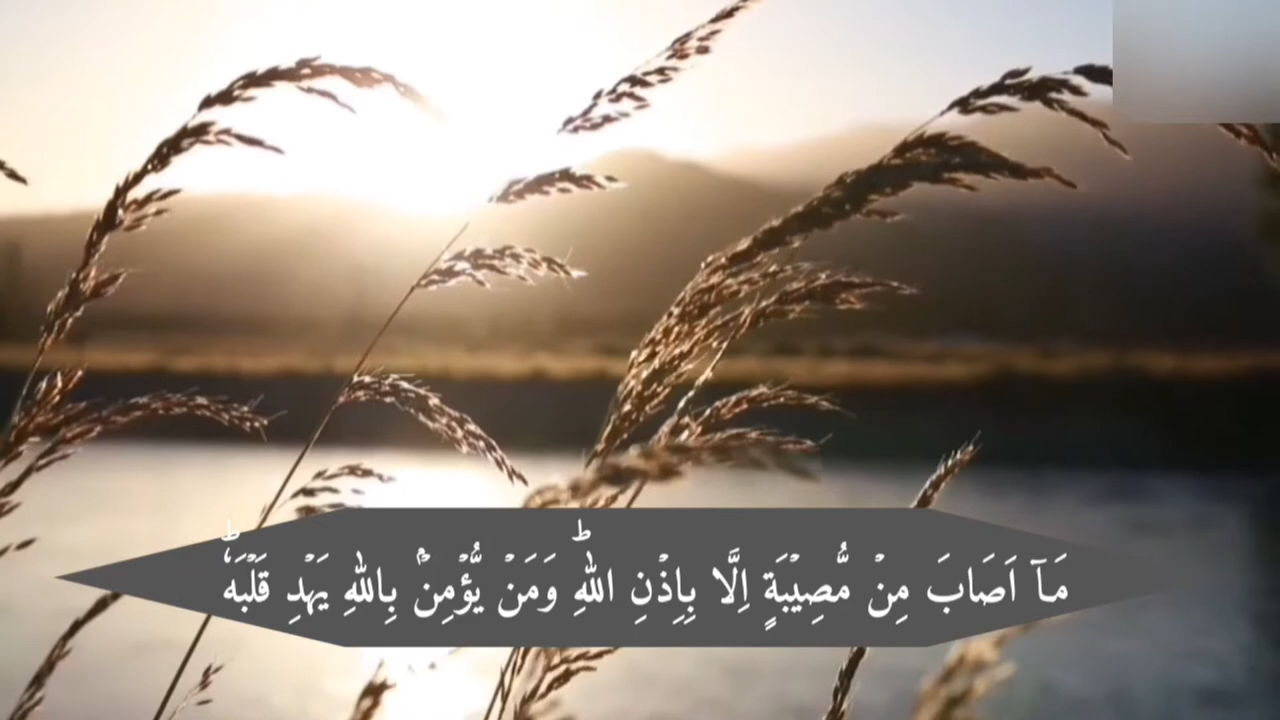 مَاۤ اَصَابَ مِنۡ مُّصِيۡبَةٍ اِلَّا بِاِذۡنِ اللّٰهِ​ؕ وَمَنۡ يُّؤۡمِنۡۢ بِاللّٰهِ يَهۡدِ قَلۡبَهٗ​ؕ